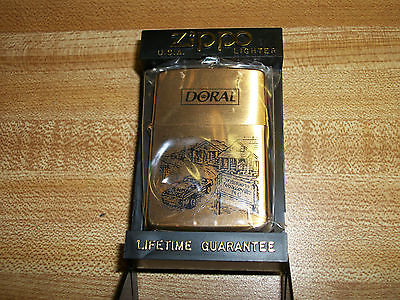 zippo
U.S.A. LIGHTER
DORAL
LIFETIME GUARANTEE